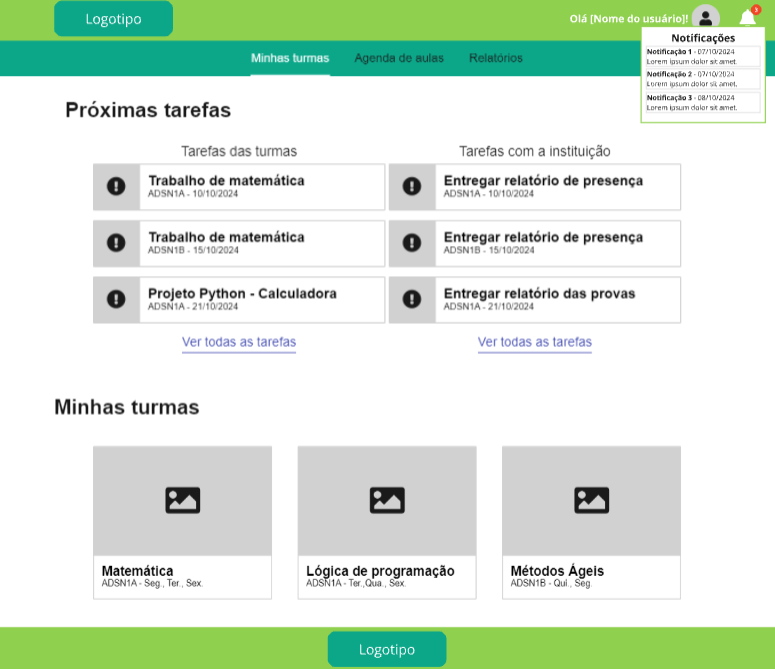 Logotipo
Olá [Nome do usuário]!
3
Notificações
Notificação 1 - 07/10/2024
Lorem ipsum dolor sit amet.
Notificação 2 - 07/10/2024
Lorem ipsum dolor sit amet.
Notificação 3 - 08/10/2024
Lorem ipsum dolor sit amet.
Minhas turmas
Agenda de aulas
Relatórios
Próximas tarefas
Tarefas das turmas
Trabalho de matemática
ADSN1A - 10/10/2024
Trabalho de matemática
ADSN1B - 15/10/2024
Projeto Python - Calculadora
ADSN1A - 21/10/2024
Ver todas as tarefas
Tarefas com a instituição
Entregar relatório de presença
ADSN1A - 10/10/2024
Entregar relatório de presença
ADSN1B - 15/10/2024
Entregar relatório das provas
ADSN1A - 21/10/2024
Ver todas as tarefas
Minhas turmas
Matemática
ADSN1A - Seg., Ter., Sex.
Lógica de programação
ADSN1A - Ter.,Qua., Sex.
Métodos Ágeis
ADSN1B - Qui., Seg.
Logotipo